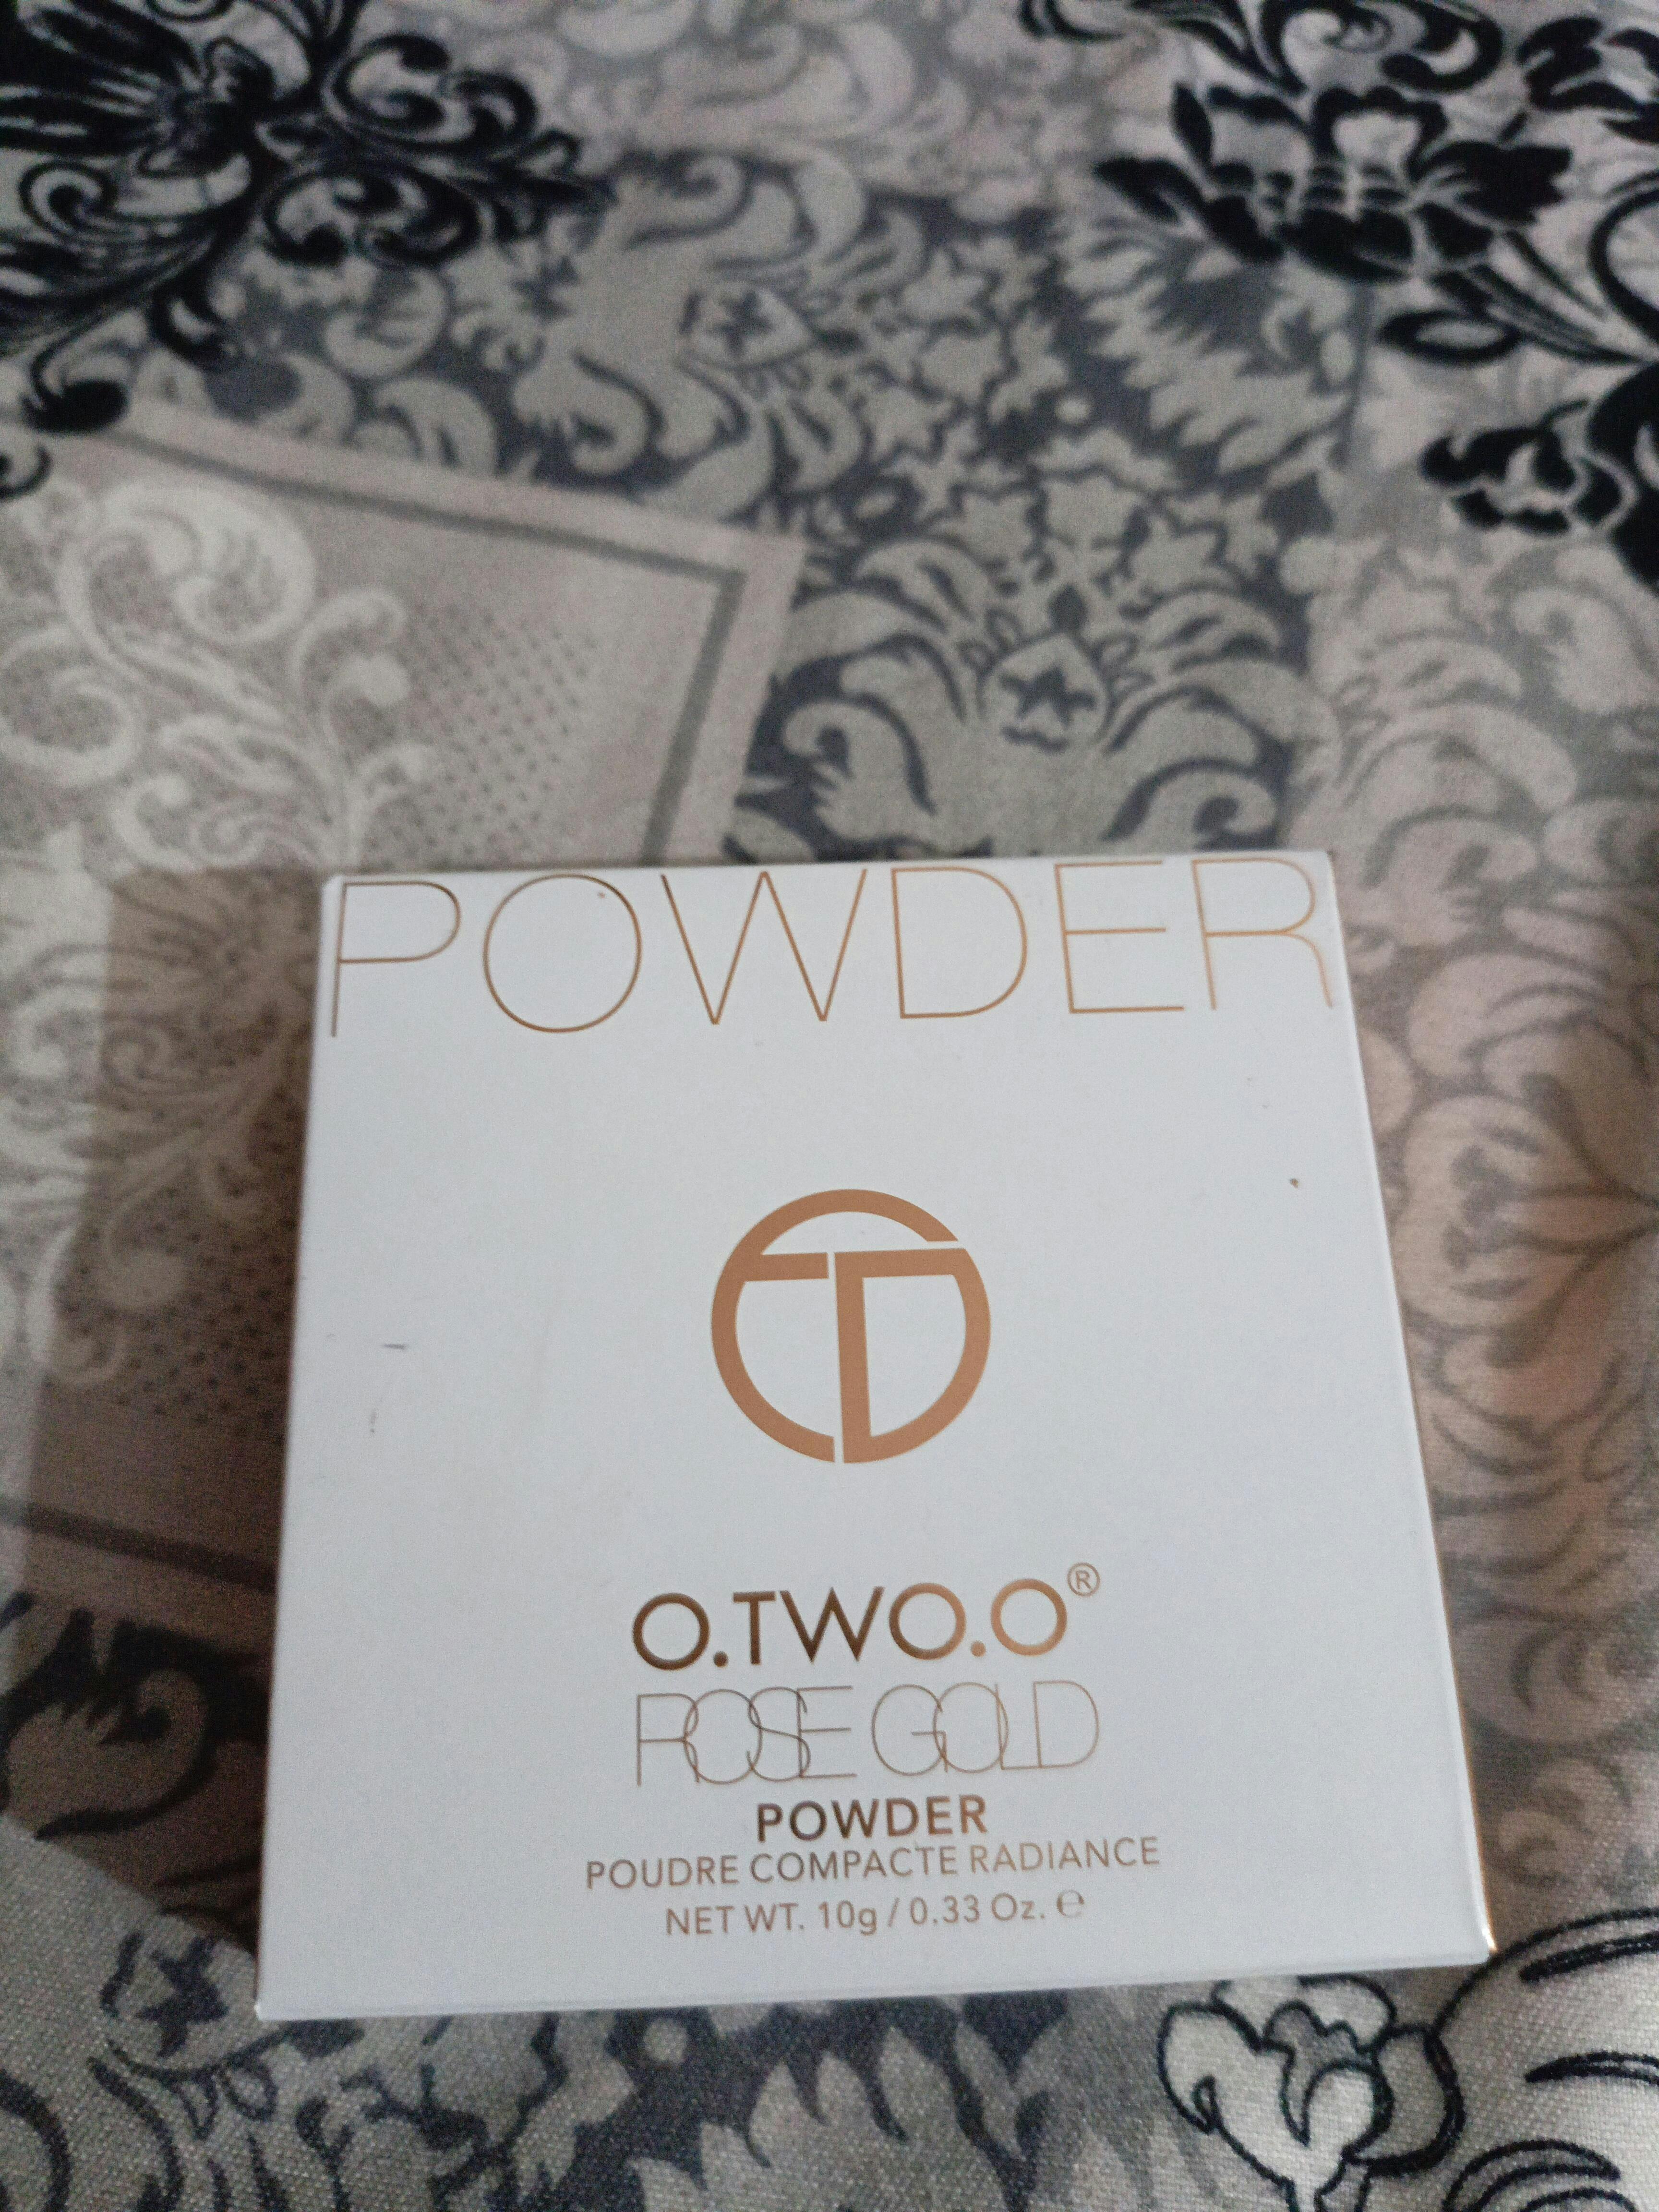 POWDER
O.TWO.O®
ROSE GOLD
POWDER
POUDRE COMPACTE RADIANCE
NET WT. 10g / 0.33 Oz. ℮